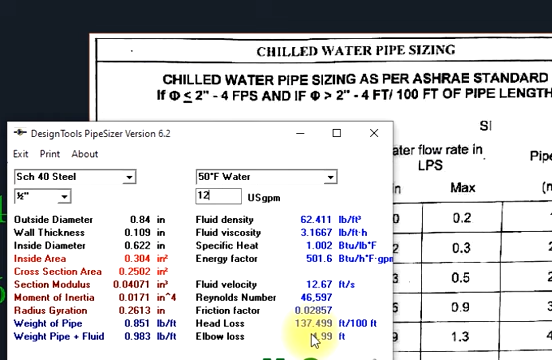 CHILLED WATER PIPE SIZING
CHILLED WATER PIPE SIZING AS PER ASHRAE STANDARD
If Φ ≤ 2" - 4 FPS AND IF Φ > 2" - 4 FT/ 100 FT OF PIPE LENGTH
SI
ater flow rate in
LPS
Pipe
Max
0 0.2
0 0.3
3 0.5
5 0.9
9 1.3
DesignTools PipeSizer Version 6.2
Exit Print About
Sch 40 Steel 50°F Water
½" 12 USgpm
Outside Diameter 0.84 in Fluid density 62.411 lb/ft³
Wall Thickness 0.109 in Fluid viscosity 3.1667 lb/ft·h
Inside Diameter 0.622 in Specific Heat 1.002 Btu/lb°F
Inside Area 0.304 in² Energy factor 501.6 Btu/h°F·gpm
Cross Section Area 0.2502 in²
Section Modulus 0.04071 in³ Fluid velocity 12.67 ft/s
Moment of Inertia 0.0171 in^4 Reynolds Number 46,597
Radius Gyration 0.2613 in Friction factor 0.02857
Weight of Pipe 0.851 lb/ft Head Loss 137.499 ft/100 ft
Weight Pipe + Fluid 0.983 lb/ft Elbow loss .99 ft